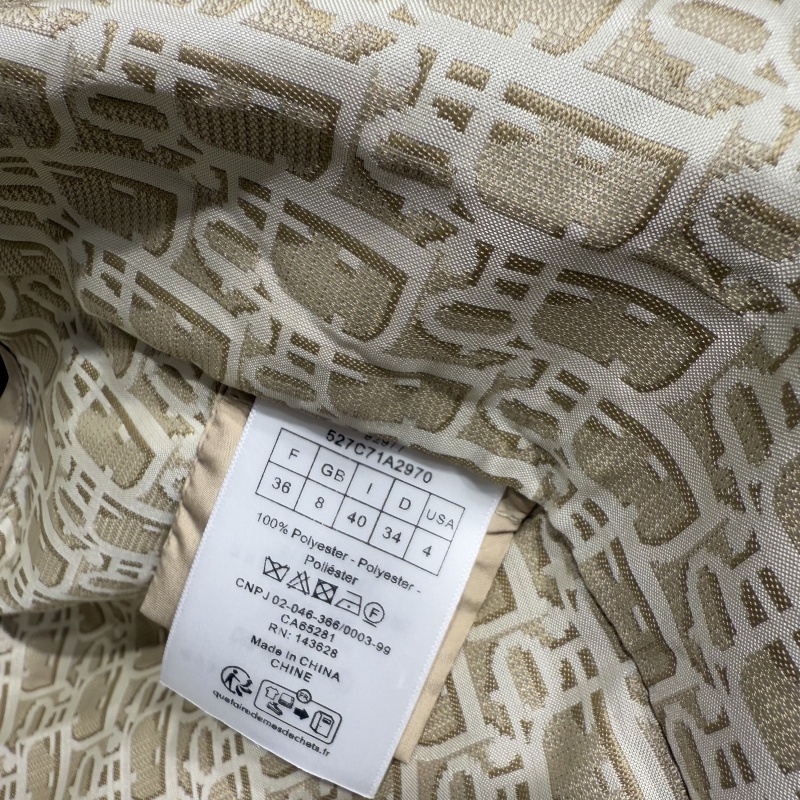 527C71A2970
F GB I D USA
36 8 40 34 4
100% Polyester - Polyester -
Poliéster
F
CNPJ 02-046-366/0003-99
CA65281
RN: 143628
Made in CHINA
CHINE
FR
quefairedemesdechets.fr